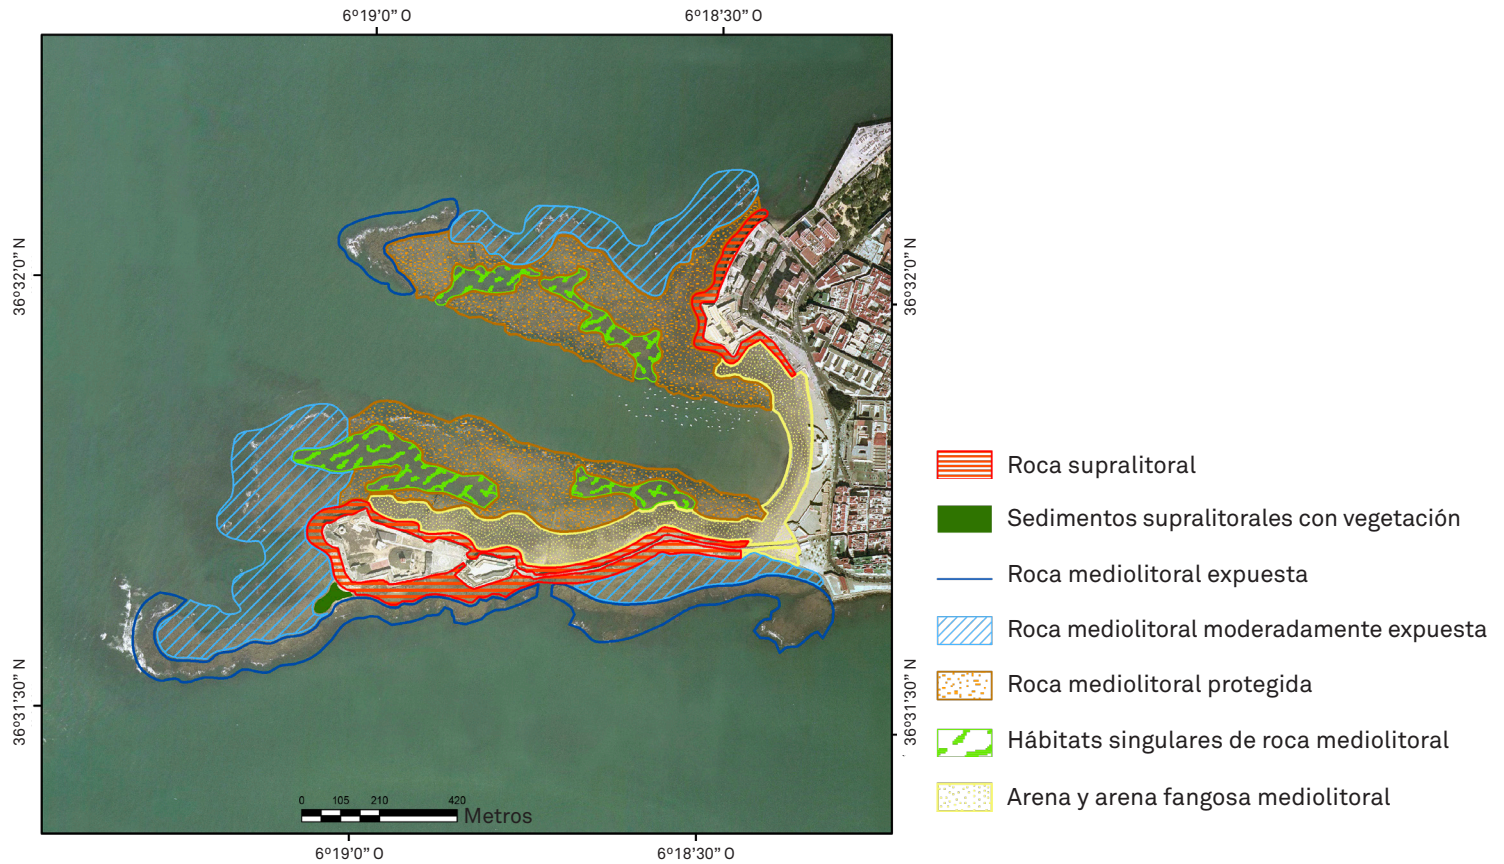 6º19’0” O
6º18’30” O
36º32’0” N
36º32’0” N
36º31’30” N
36º31’30” N
0 105 210 420
Metros
6º19’0” O
6º18’30” O
Roca supralitoral
Sedimentos supralitorales con vegetación
Roca mediolitoral expuesta
Roca mediolitoral moderadamente expuesta
Roca mediolitoral protegida
Hábitats singulares de roca mediolitoral
Arena y arena fangosa mediolitoral